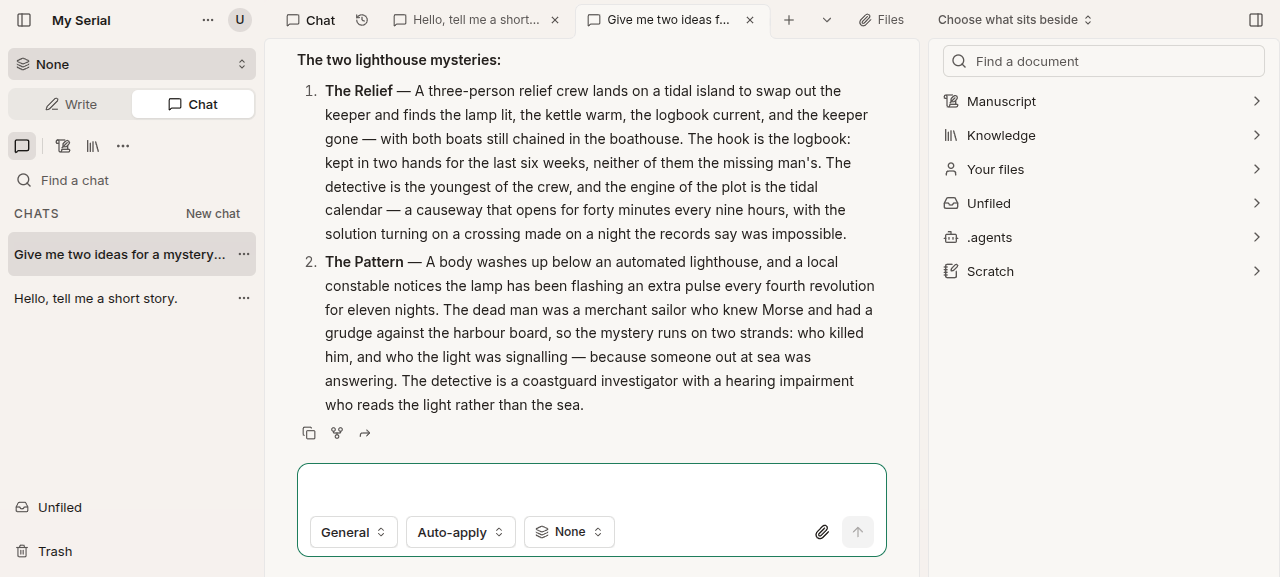 My Serial
U
Chat
Hello, tell me a short...
Give me two ideas f...
Files
Choose what sits beside
None
Write
Chat
Find a chat
CHATS
New chat
Give me two ideas for a mystery...
Hello, tell me a short story.
Unfiled
Trash
The two lighthouse mysteries:
1. The Relief — A three-person relief crew lands on a tidal island to swap out the
keeper and finds the lamp lit, the kettle warm, the logbook current, and the keeper
gone — with both boats still chained in the boathouse. The hook is the logbook:
kept in two hands for the last six weeks, neither of them the missing man's. The
detective is the youngest of the crew, and the engine of the plot is the tidal
calendar — a causeway that opens for forty minutes every nine hours, with the
solution turning on a crossing made on a night the records say was impossible.
2. The Pattern — A body washes up below an automated lighthouse, and a local
constable notices the lamp has been flashing an extra pulse every fourth revolution
for eleven nights. The dead man was a merchant sailor who knew Morse and had a
grudge against the harbour board, so the mystery runs on two strands: who killed
him, and who the light was signalling — because someone out at sea was
answering. The detective is a coastguard investigator with a hearing impairment
who reads the light rather than the sea.
General
Auto-apply
None
Find a document
Manuscript
Knowledge
Your files
Unfiled
.agents
Scratch